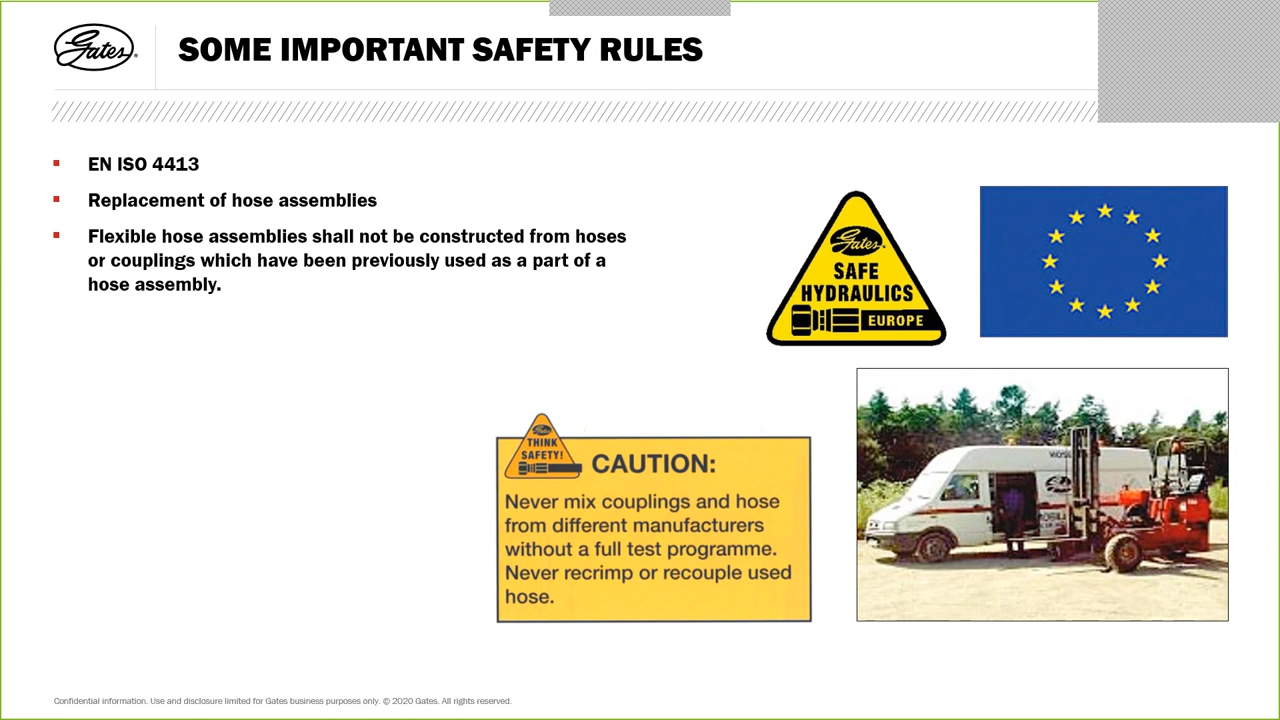 Gates
SOME IMPORTANT SAFETY RULES
EN ISO 4413
Replacement of hose assemblies
Flexible hose assemblies shall not be constructed from hoses
or couplings which have been previously used as a part of a
hose assembly.
Gates
SAFE
HYDRAULICS
EUROPE
THINK
SAFETY!
CAUTION:
Never mix couplings and hose
from different manufacturers
without a full test programme.
Never recrimp or recouple used
hose.
Confidential information. Use and disclosure limited for Gates business purposes only. © 2020 Gates. All rights reserved.